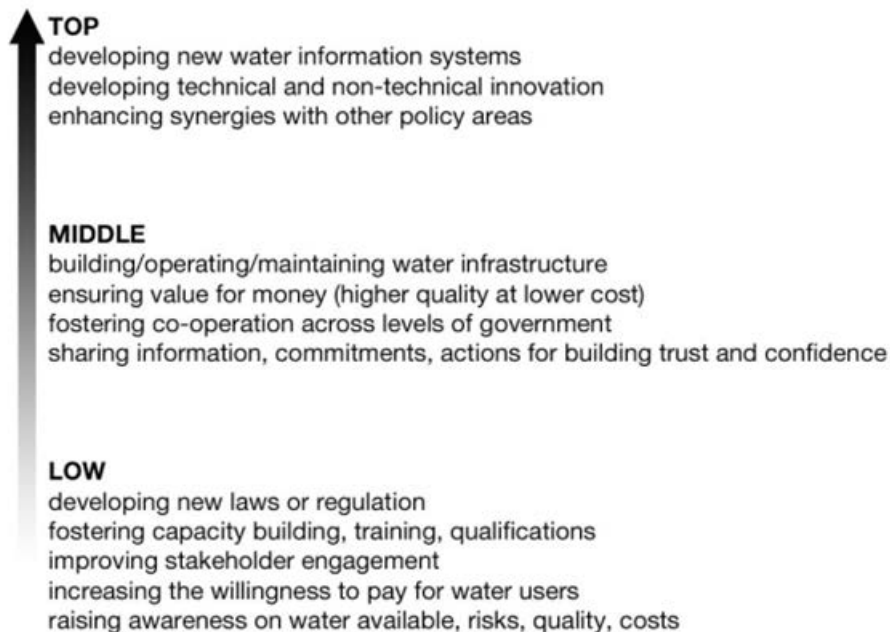 TOP
developing new water information systems
developing technical and non-technical innovation
enhancing synergies with other policy areas
MIDDLE
building/operating/maintaining water infrastructure
ensuring value for money (higher quality at lower cost)
fostering co-operation across levels of government
sharing information, commitments, actions for building trust and confidence
LOW
developing new laws or regulation
fostering capacity building, training, qualifications
improving stakeholder engagement
increasing the willingness to pay for water users
raising awareness on water available, risks, quality, costs